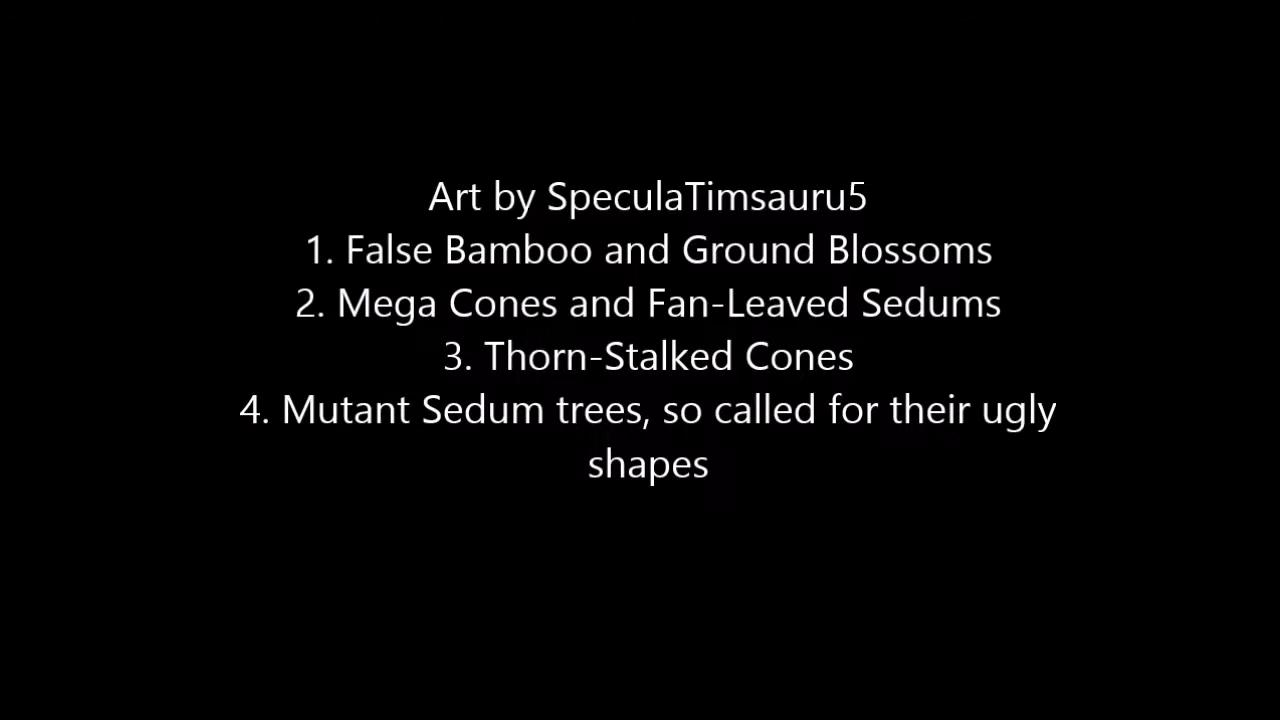 Art by SpeculaTimsauru5
1. False Bamboo and Ground Blossoms
2. Mega Cones and Fan-Leaved Sedums
3. Thorn-Stalked Cones
4. Mutant Sedum trees, so called for their ugly
shapes